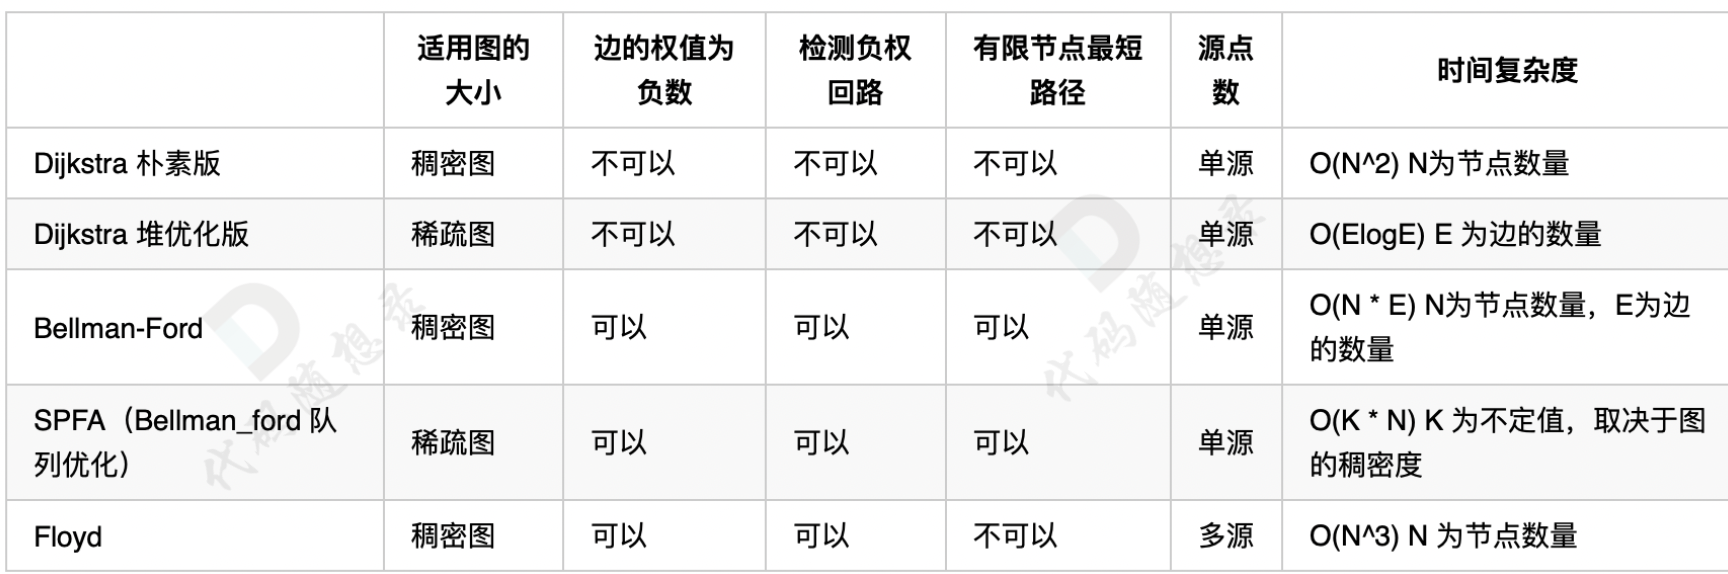 适用图的大小
边的权值为负数
检测负权回路
有限节点最短路径
源点数
时间复杂度
Dijkstra 朴素版 稠密图 不可以 不可以 不可以 单源 O(N^2) N为节点数量
Dijkstra 堆优化版 稀疏图 不可以 不可以 不可以 单源 O(ElogE) E 为边的数量
Bellman-Ford 稠密图 可以 可以 可以 单源 O(N * E) N为节点数量，E为边的数量
SPFA（Bellman_ford 队列优化） 稀疏图 可以 可以 可以 单源 O(K * N) K 为不定值，取决于图的稠密度
Floyd 稠密图 可以 可以 不可以 多源 O(N^3) N 为节点数量
代码随想录
代码随想录